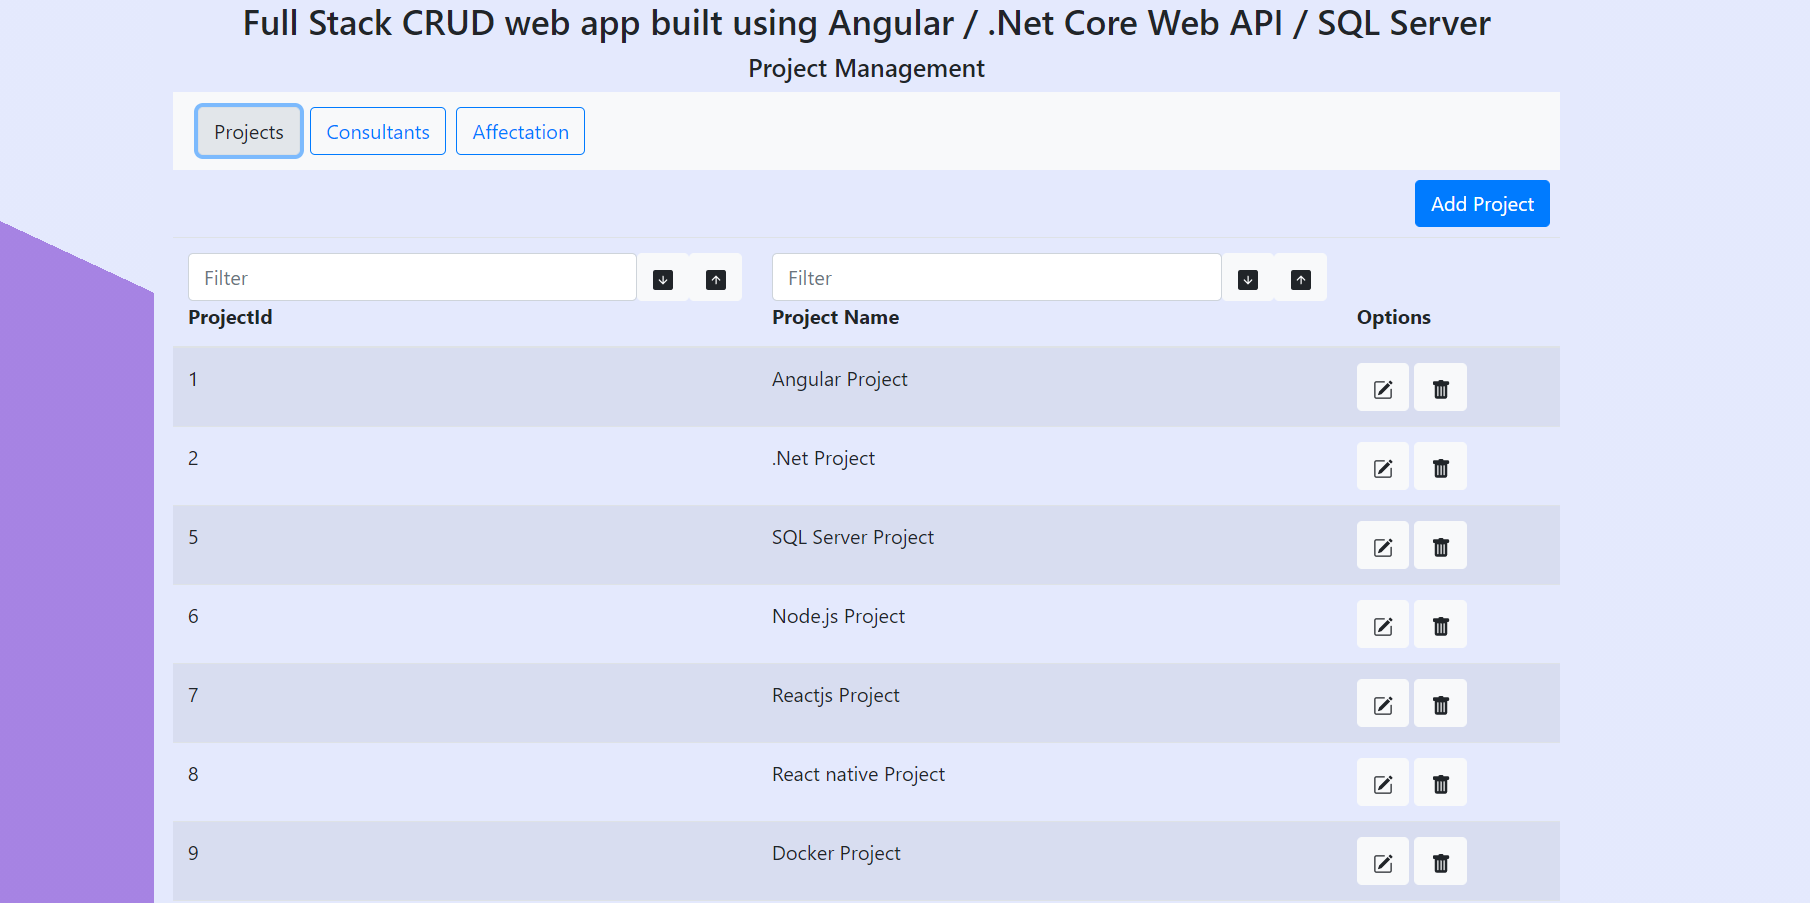 Full Stack CRUD web app built using Angular / .Net Core Web API / SQL Server
Project Management
Projects Consultants Affectation
Add Project
Filter Filter
ProjectId Project Name Options
1 Angular Project
2 .Net Project
5 SQL Server Project
6 Node.js Project
7 Reactjs Project
8 React native Project
9 Docker Project